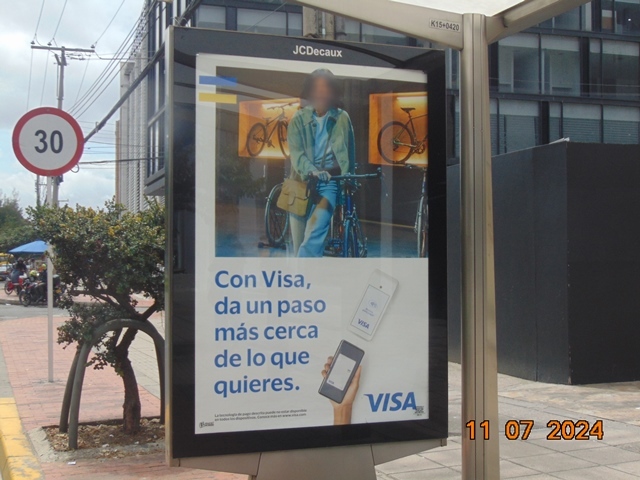 K15+0420
JCDecaux
30
Con Visa,
da un paso
más cerca
de lo que
quieres.
VISA
VISA
11 07 2024